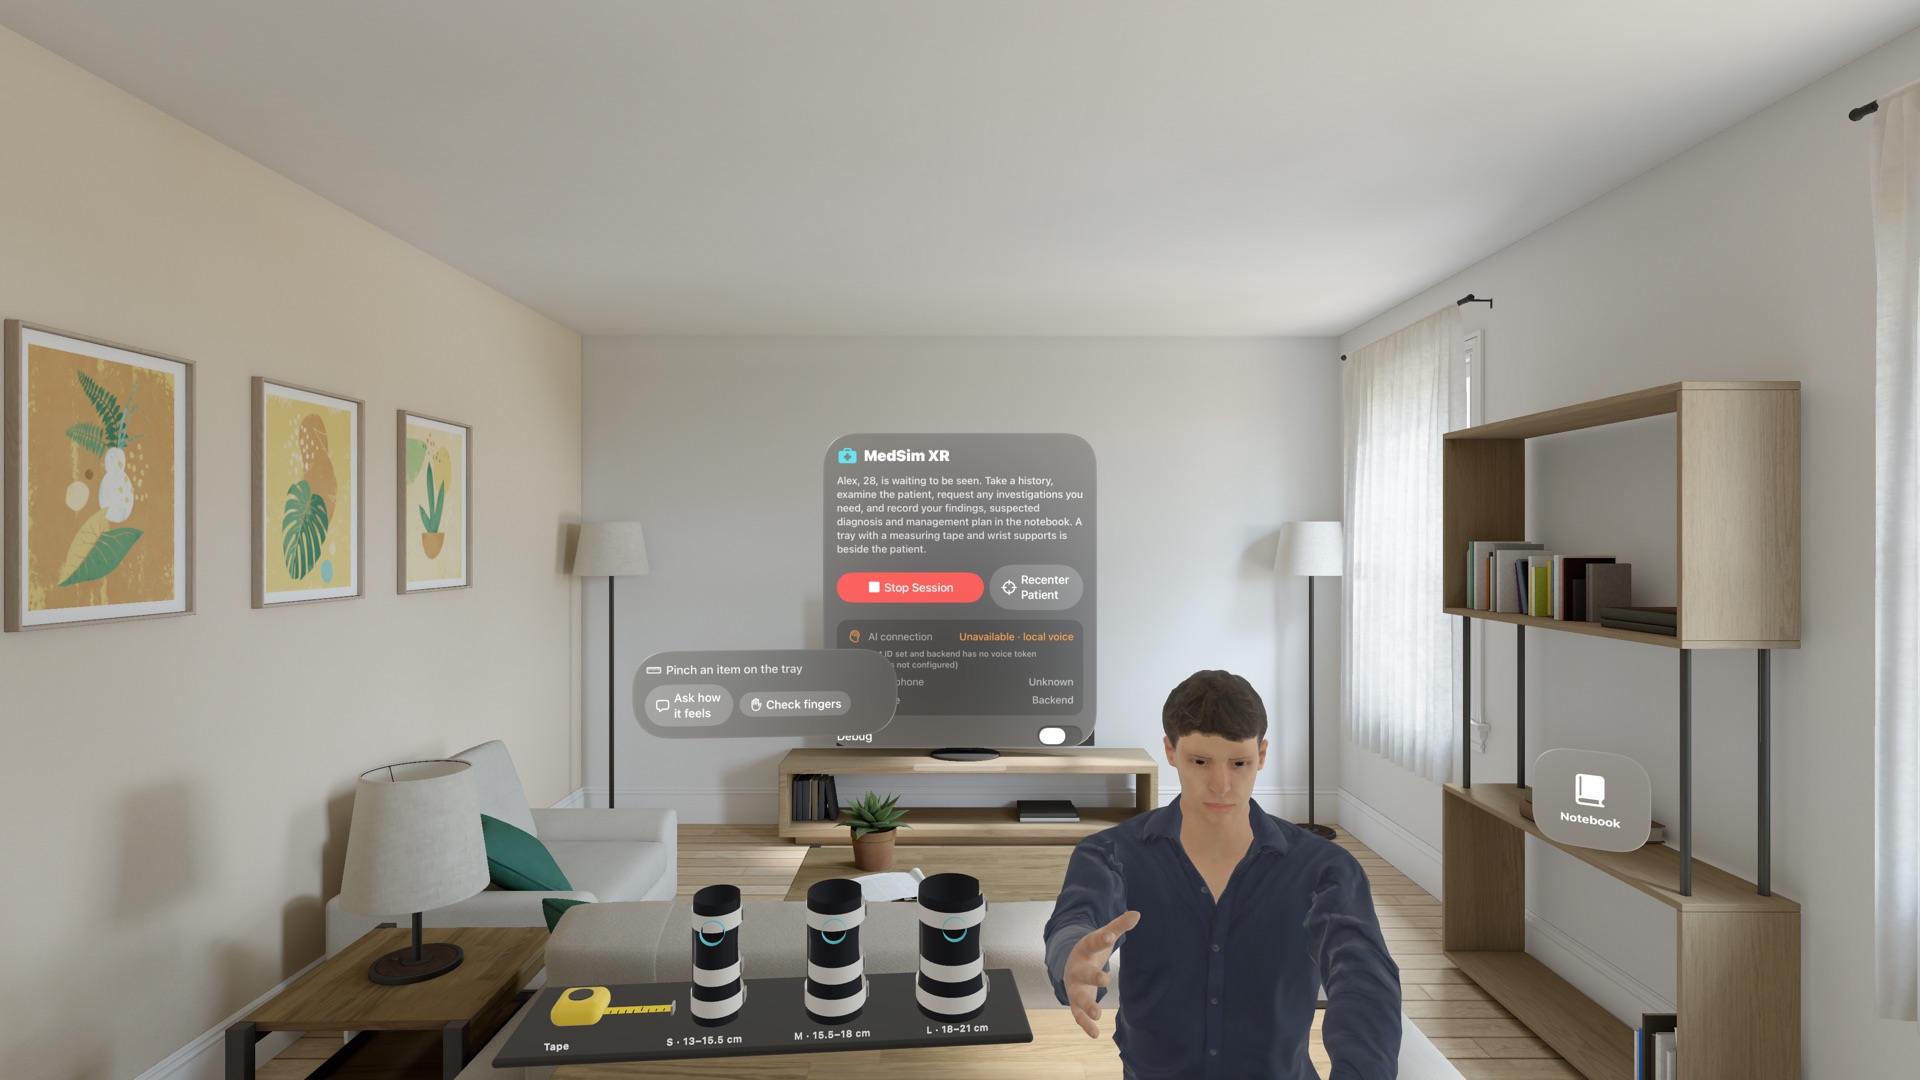 MedSim XR
Alex, 28, is waiting to be seen. Take a history,
examine the patient, request any investigations you
need, and record your findings, suspected
diagnosis and management plan in the notebook. A
tray with a measuring tape and wrist supports is
beside the patient.
Stop Session
Recenter
Patient
AI connection Unavailable · local voice
ID set and backend has no voice token
not configured)
phone Unknown
Backend
Debug
Pinch an item on the tray
Ask how
it feels
Check fingers
Notebook
Tape
S · 13–15.5 cm
M · 15.5–18 cm
L · 18–21 cm